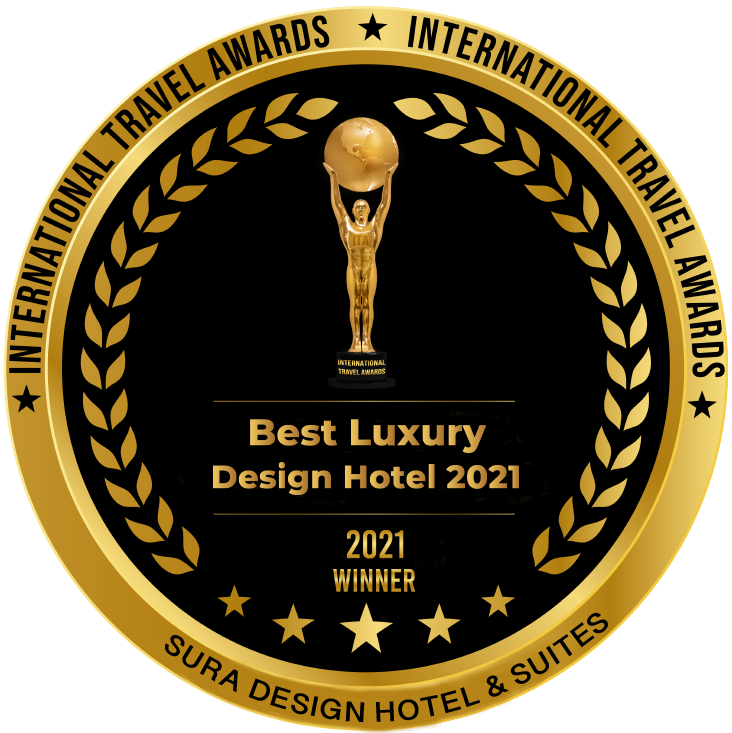 INTERNATIONAL TRAVEL AWARDS ★ INTERNATIONAL TRAVEL AWARDS
INTERNATIONAL
TRAVEL AWARDS
Best Luxury
Design Hotel 2021
2021
WINNER
SURA DESIGN HOTEL & SUITES